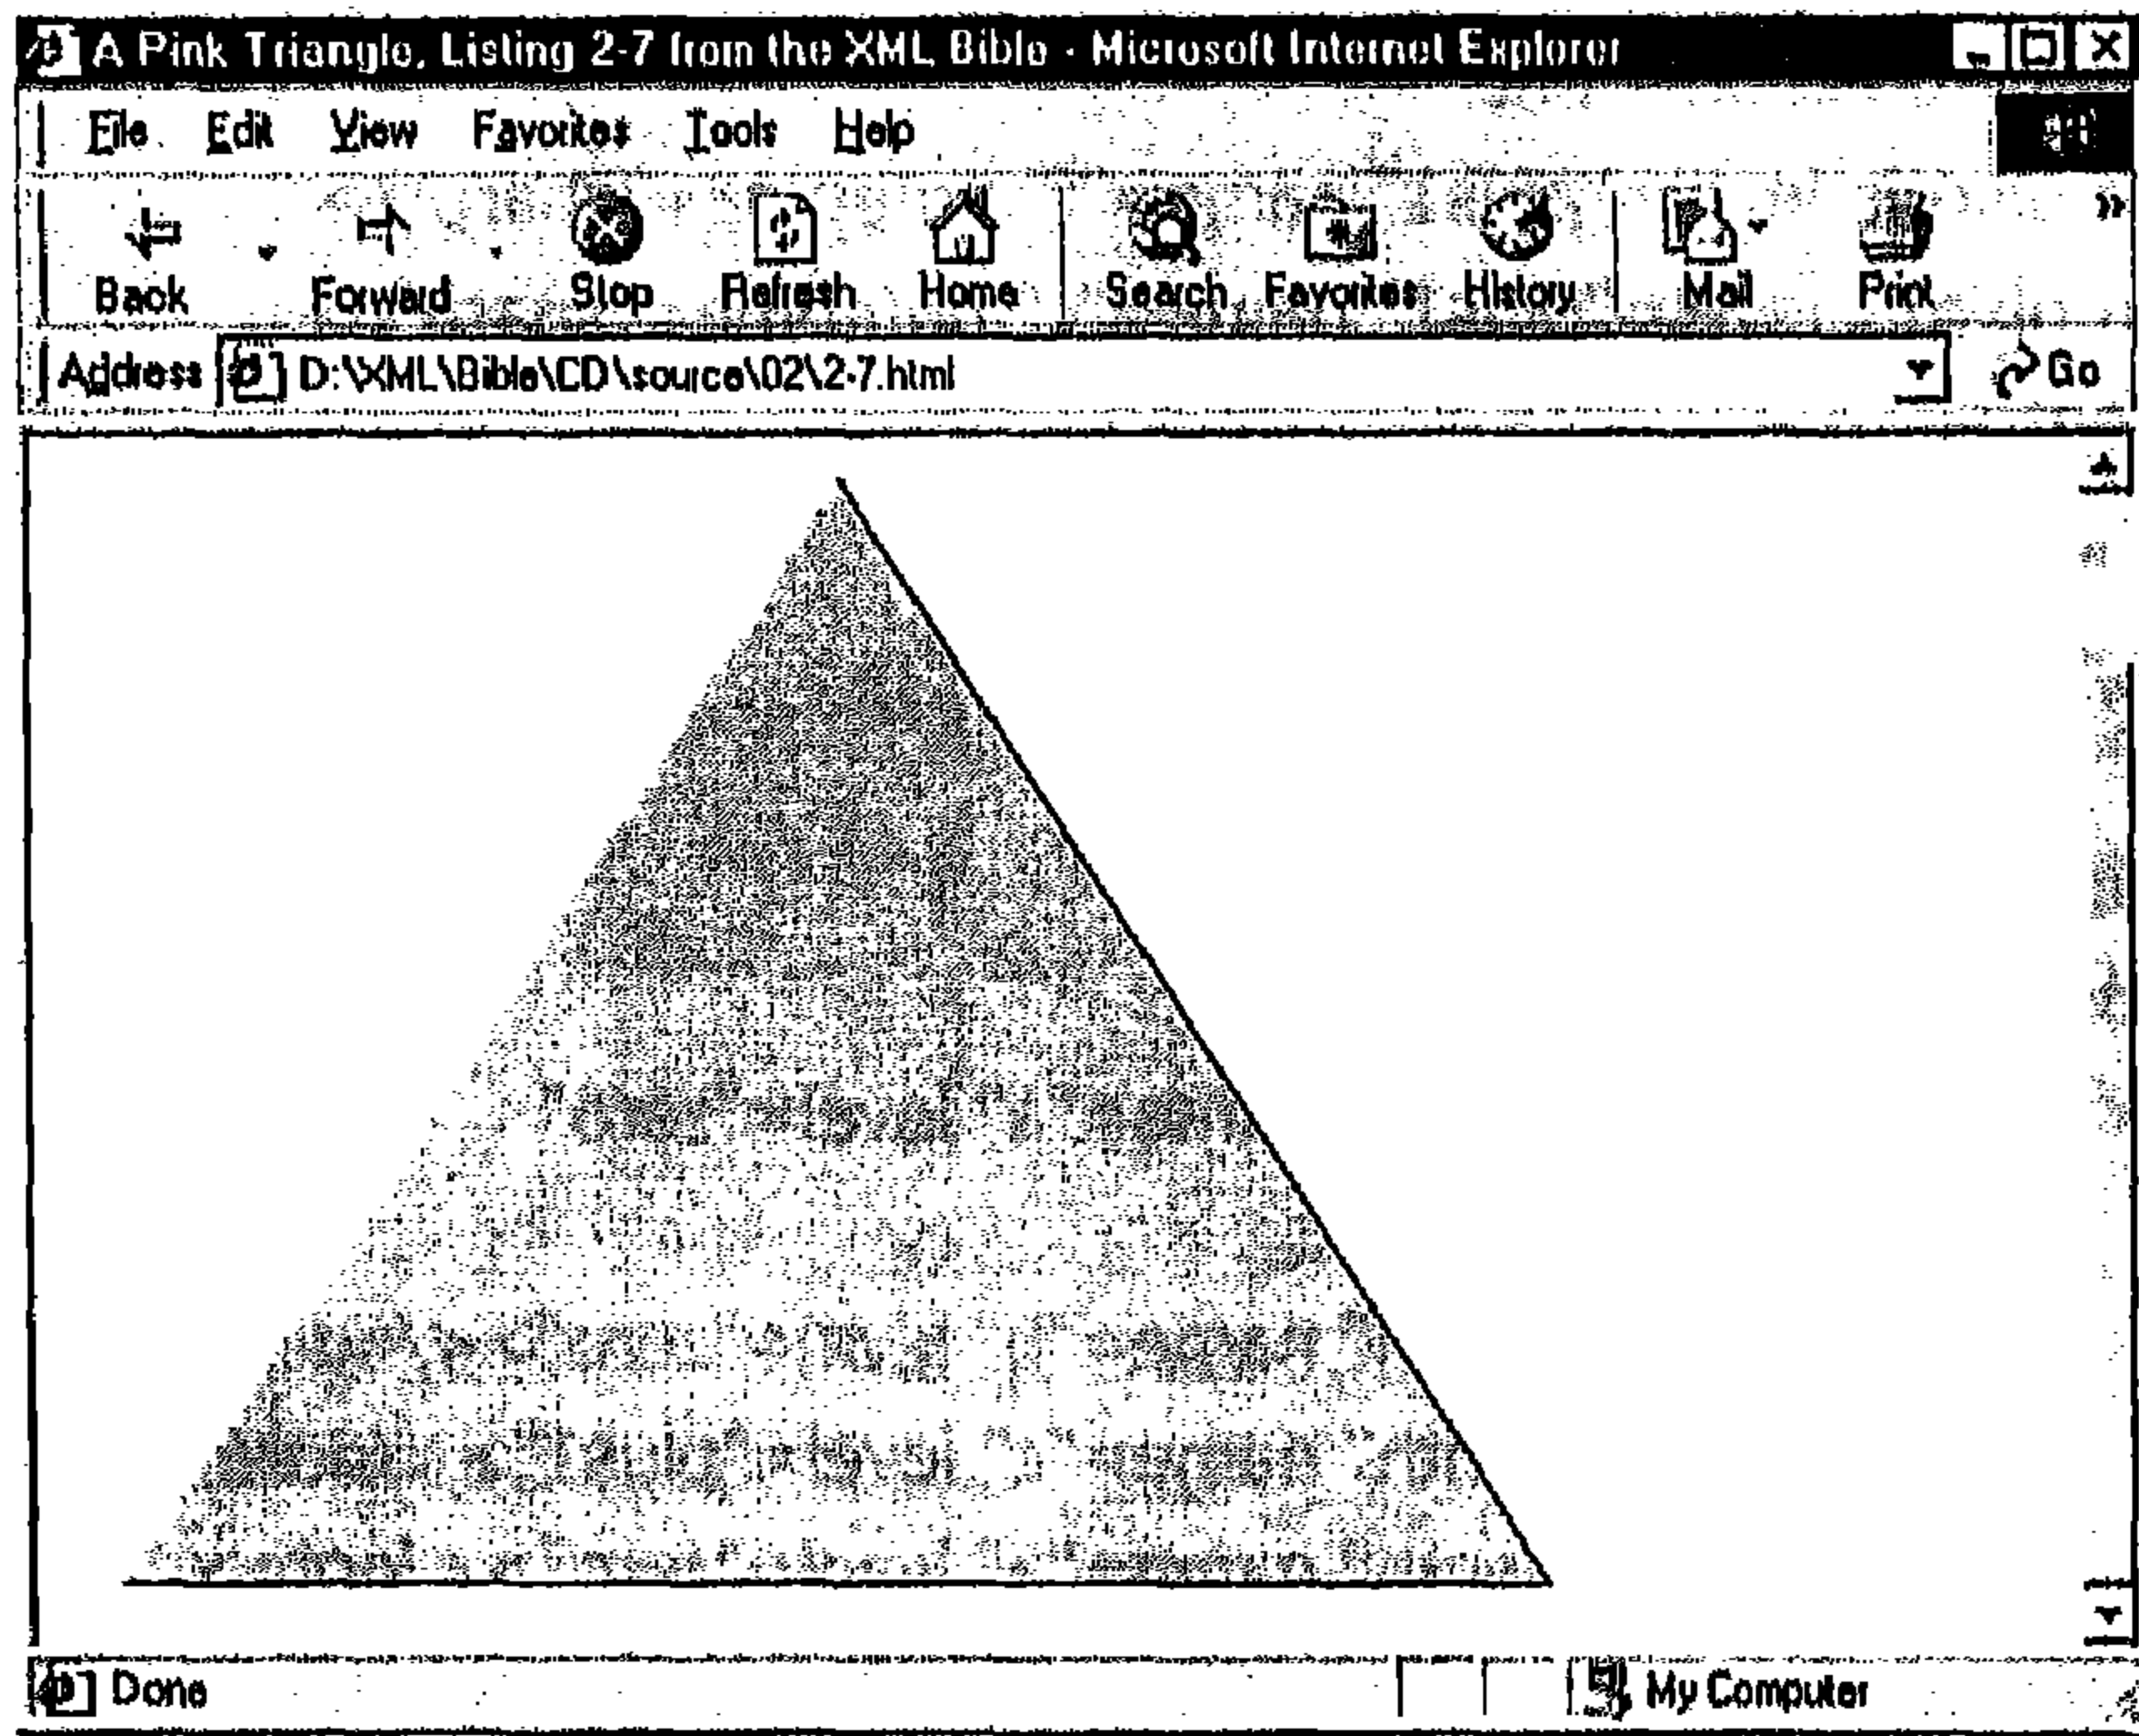 A Pink Triangle, Listing 2-7 from the XML Bible - Microsoft Internet Explorer
File Edit View Favorites Tools Help
»
Back Forward Stop Refresh Home Search Favorites History Mail Print
Address D:\XML\Bible\CD\source\02\2-7.html Go
Done My Computer